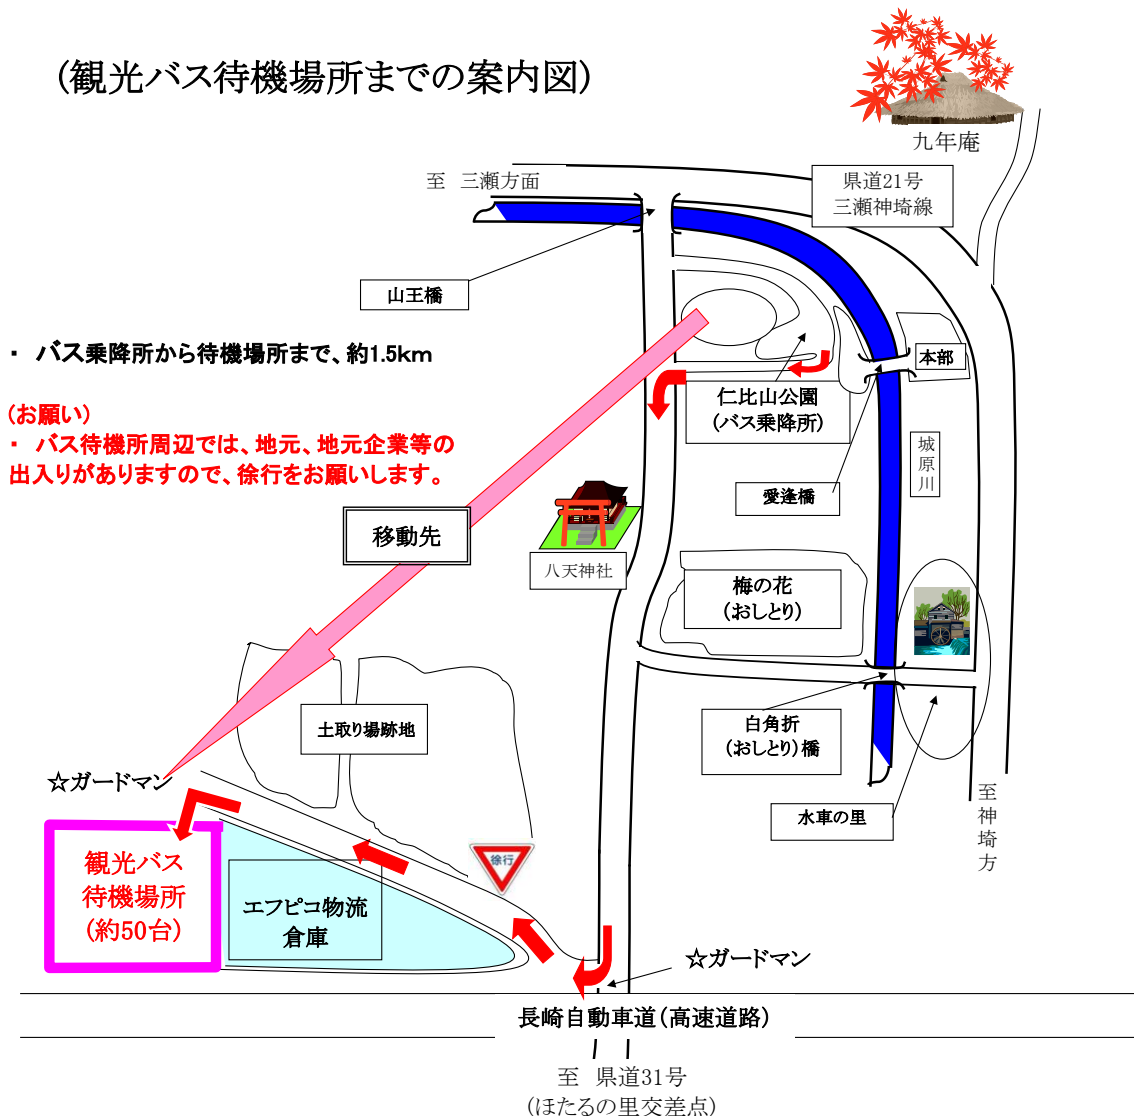 (観光バス待機場所までの案内図)
九年庵
至　三瀬方面
県道21号
三瀬神埼線
山王橋
・ バス乗降所から待機場所まで、約1.5km
本部
仁比山公園
(バス乗降所)
(お願い)
・ バス待機所周辺では、地元、地元企業等の
出入りがありますので、徐行をお願いします。
城原川
愛逢橋
移動先
八天神社
梅の花
(おしとり)
土取り場跡地
白角折
(おしとり)橋
☆ガードマン
水車の里
至神埼方
徐行
観光バス
待機場所
(約50台)
エフピコ物流
倉庫
☆ガードマン
長崎自動車道(高速道路)
至　県道31号
(ほたるの里交差点)